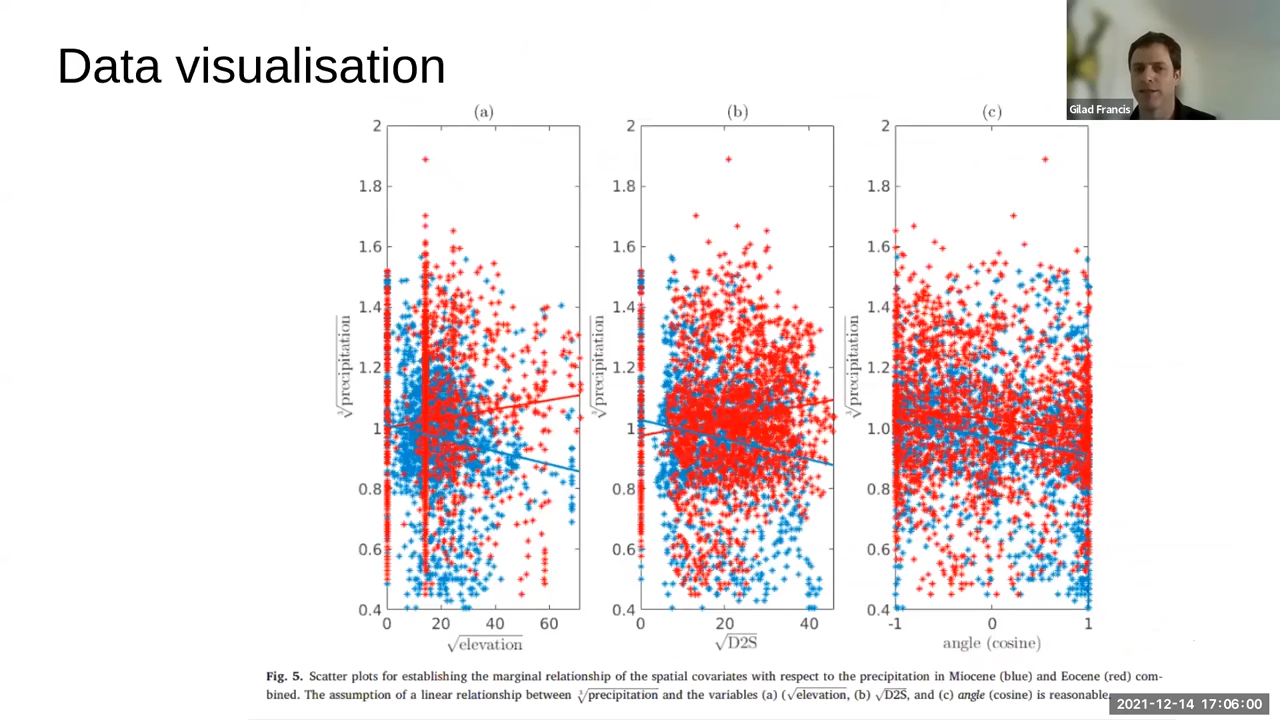 Data visualisation
Gilad Francis
(a)
(b)
(c)
2
1.8
1.6
1.4
1.2
1
0.8
0.6
0.4
∛precipitation
0
20
40
60
√elevation
2
1.8
1.6
1.4
1.2
1
0.8
0.6
0.4
∛precipitation
0
20
40
√D2S
2
1.8
1.6
1.4
1.2
1.0
0.8
0.6
0.4
∛precipitation
-1
0
1
angle (cosine)
Fig. 5. Scatter plots for establishing the marginal relationship of the spatial covariates with respect to the precipitation in Miocene (blue) and Eocene (red) com-
bined. The assumption of a linear relationship between ∛precipitation and the variables (a) (√elevation, (b) √D2S, and (c) angle (cosine) is reasonable.
2021-12-14 17:06:00